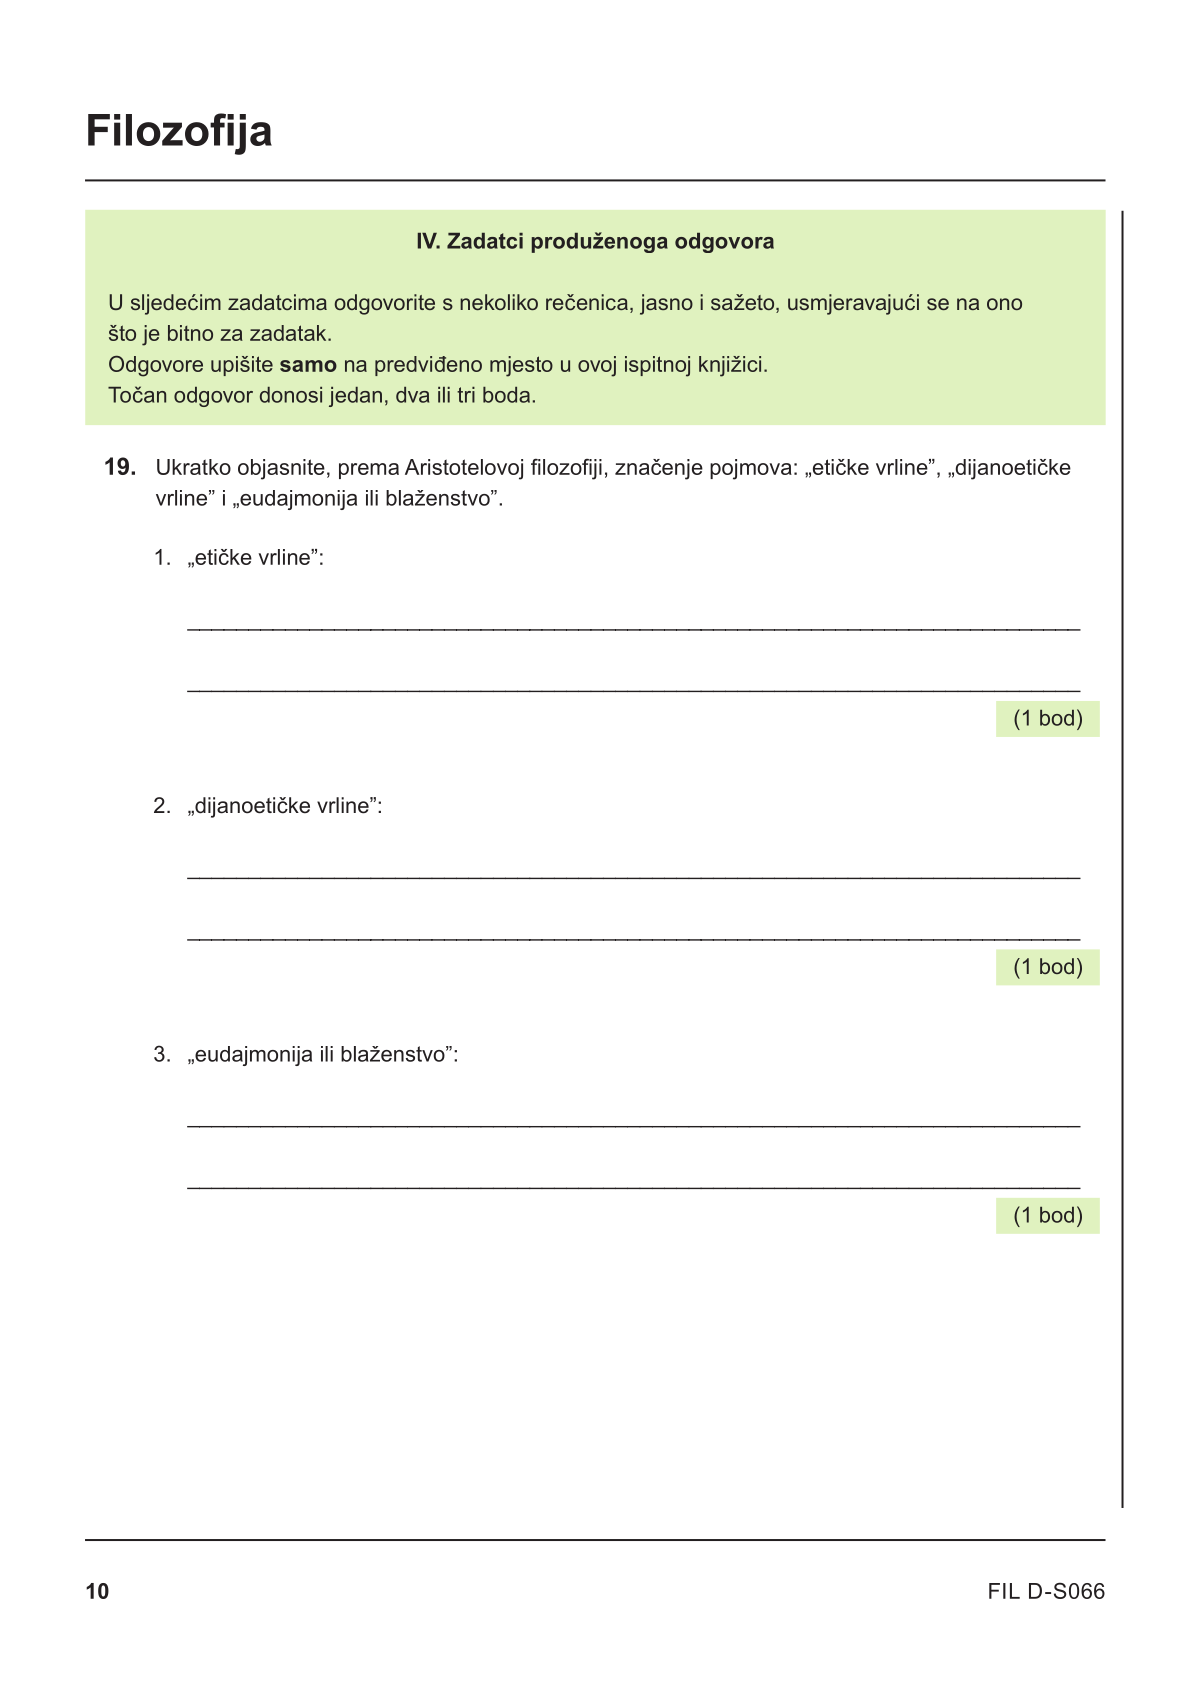 Filozofija
IV. Zadatci produženoga odgovora
U sljedećim zadatcima odgovorite s nekoliko rečenica, jasno i sažeto, usmjeravajući se na ono
što je bitno za zadatak.
Odgovore upišite samo na predviđeno mjesto u ovoj ispitnoj knjižici.
Točan odgovor donosi jedan, dva ili tri boda.
19. Ukratko objasnite, prema Aristotelovoj filozofiji, značenje pojmova: „etičke vrline”, „dijanoetičke
vrline” i „eudajmonija ili blaženstvo”.
1. „etičke vrline”:
(1 bod)
2. „dijanoetičke vrline”:
(1 bod)
3. „eudajmonija ili blaženstvo”:
(1 bod)
10
FIL D-S066